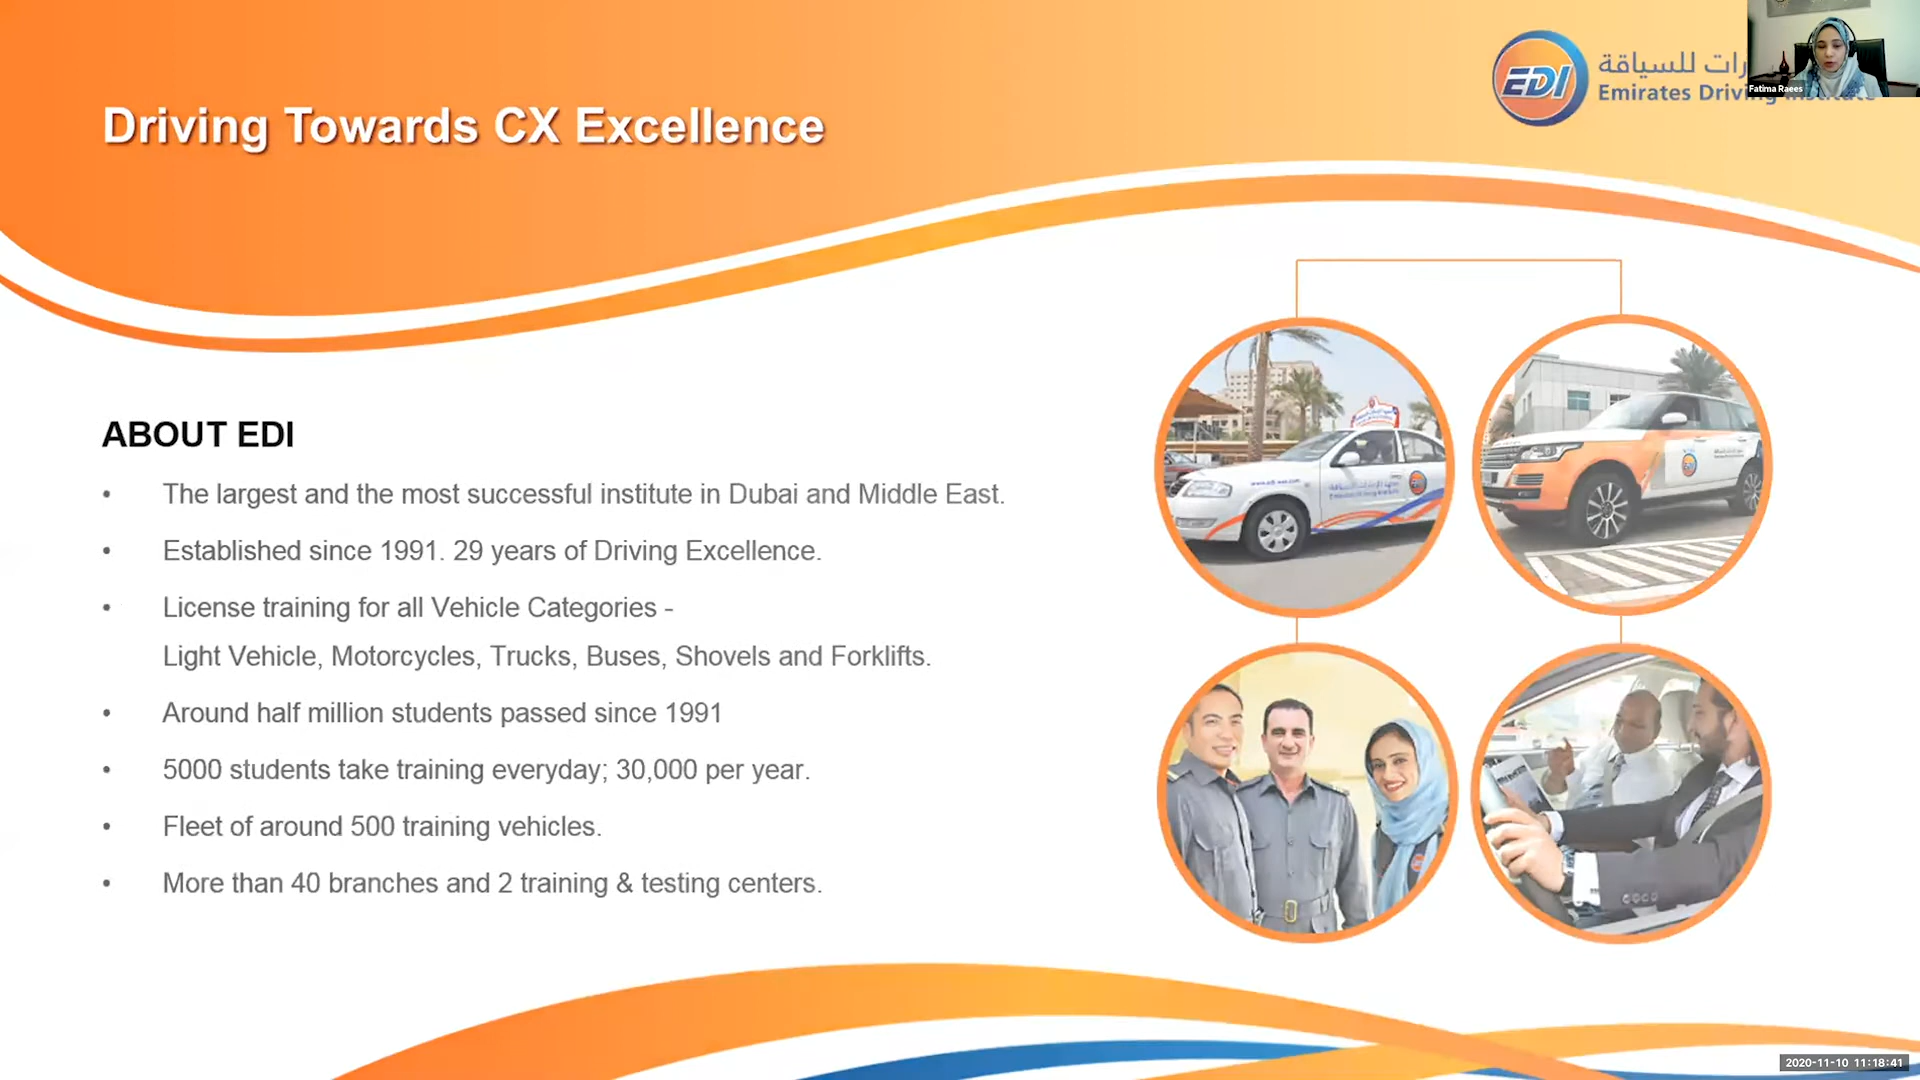 Driving Towards CX Excellence
EDI
رات للسياقة
Emirates Driving Institute
Fatima Raees
ABOUT EDI
• The largest and the most successful institute in Dubai and Middle East.
• Established since 1991. 29 years of Driving Excellence.
• License training for all Vehicle Categories -
Light Vehicle, Motorcycles, Trucks, Buses, Shovels and Forklifts.
• Around half million students passed since 1991
• 5000 students take training everyday; 30,000 per year.
• Fleet of around 500 training vehicles.
• More than 40 branches and 2 training & testing centers.
2020-11-10 11:18:41